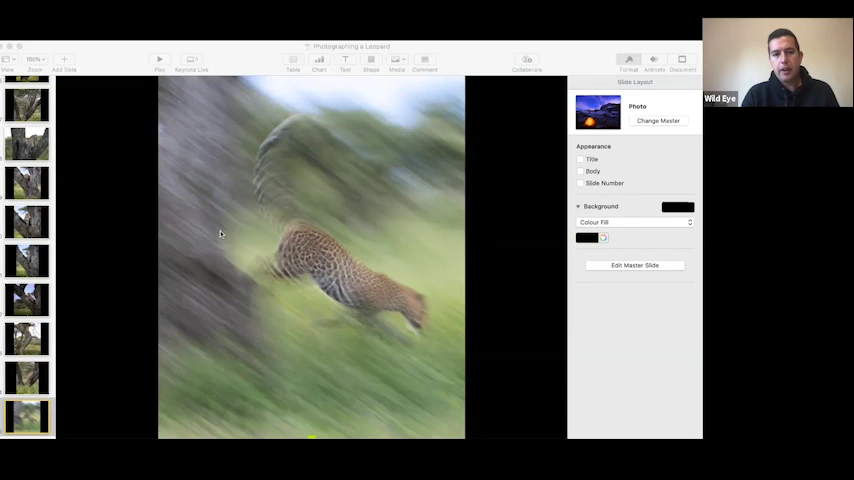 Photographing a Leopard
100%
View Zoom Add Slide Play Keynote Live Table Chart Text Shape Media Comment Collaborate Format Animate Document
Slide Layout
Photo
Change Master
Appearance
Title
Body
Slide Number
Background
Colour Fill
Edit Master Slide
Wild Eye